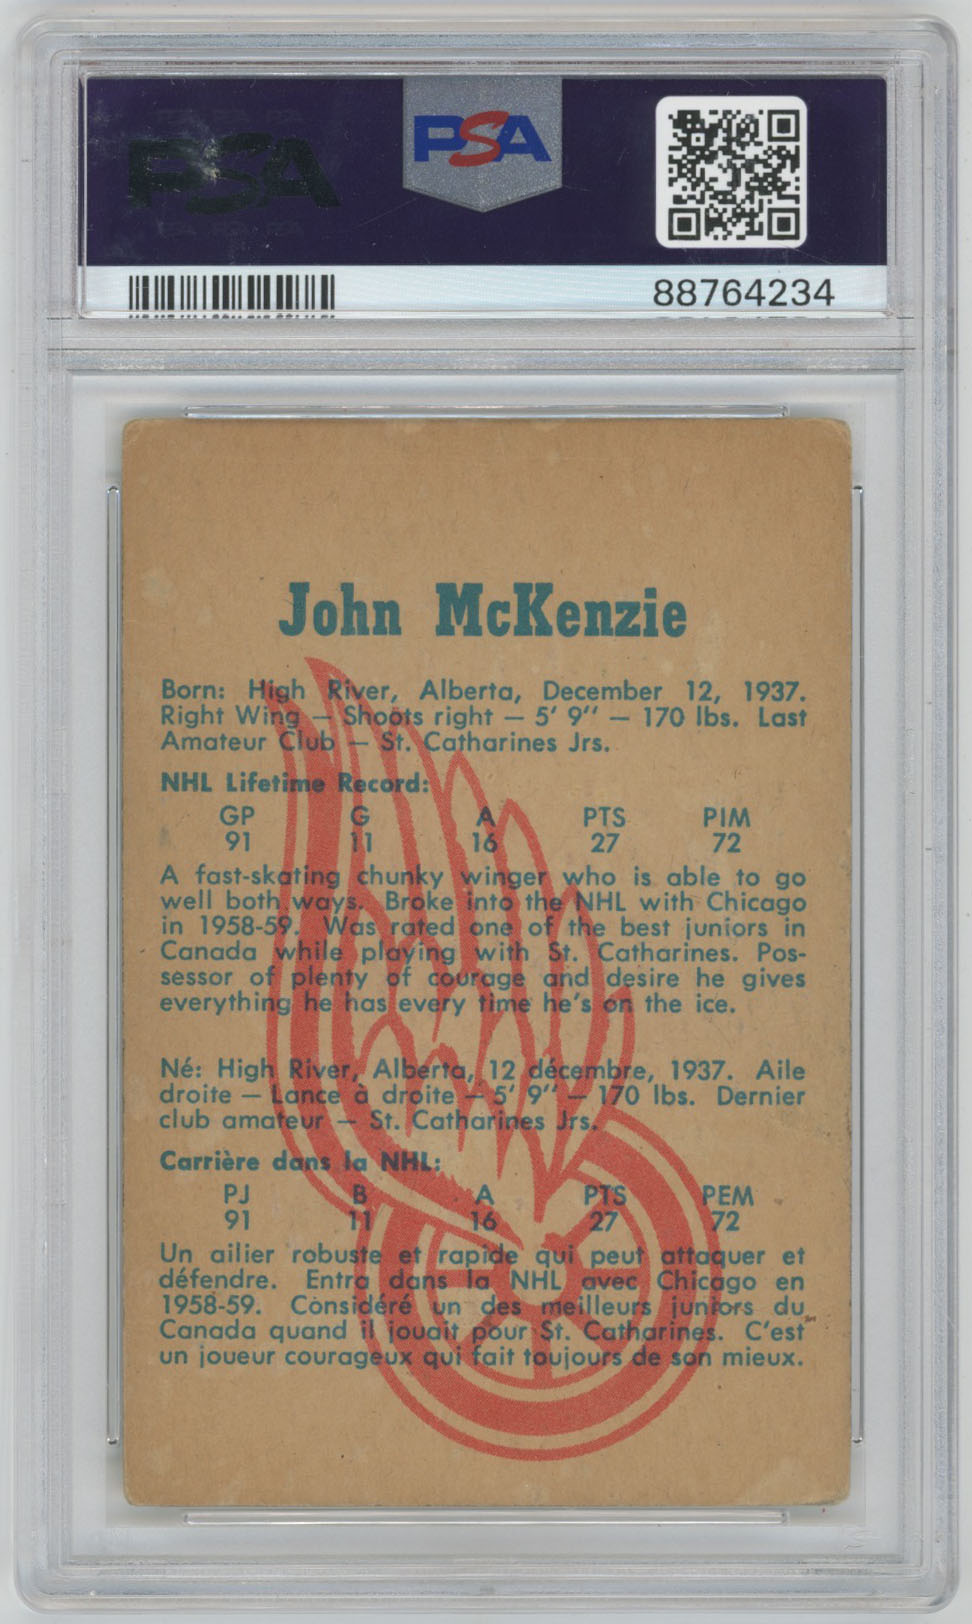 PSA
PSA
88764234
John McKenzie
Born: High River, Alberta, December 12, 1937.
Right Wing — Shoots right — 5' 9" — 170 lbs. Last
Amateur Club — St. Catharines Jrs.
NHL Lifetime Record:
GP G A PTS PIM
91 11 16 27 72
A fast-skating chunky winger who is able to go
well both ways. Broke into the NHL with Chicago
in 1958-59. Was rated one of the best juniors in
Canada while playing with St. Catharines. Pos-
sessor of plenty of courage and desire he gives
everything he has every time he's on the ice.
Né: High River, Alberta, 12 décembre, 1937. Aile
droite — Lance à droite — 5' 9" — 170 lbs. Dernier
club amateur — St. Catharines Jrs.
Carrière dans la NHL:
PJ B A PTS PEM
91 11 16 27 72
Un ailier robuste et rapide qui peut attaquer et
défendre. Entra dans la NHL avec Chicago en
1958-59. Considéré un des meilleurs juniors du
Canada quand il jouait pour St. Catharines. C'est
un joueur courageux qui fait toujours de son mieux.